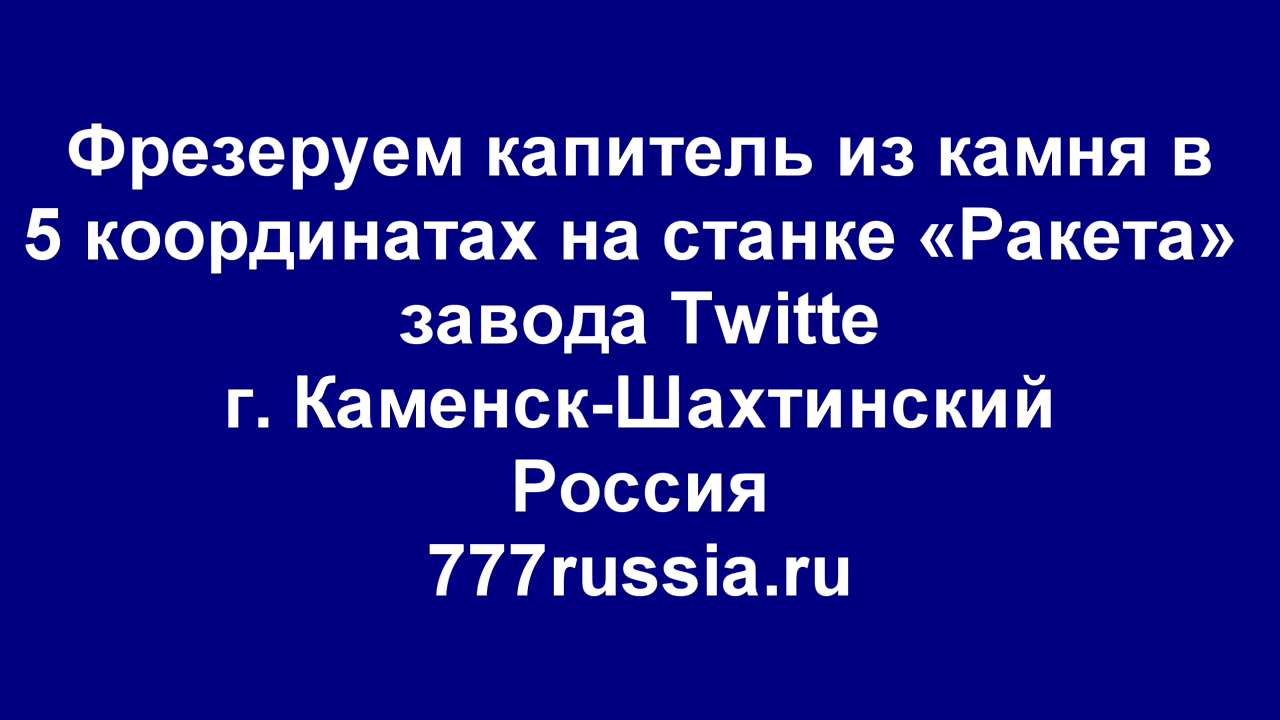 Фрезеруем капитель из камня в
5 координатах на станке «Ракета»
завода Twitte
г. Каменск-Шахтинский
Россия
777russia.ru